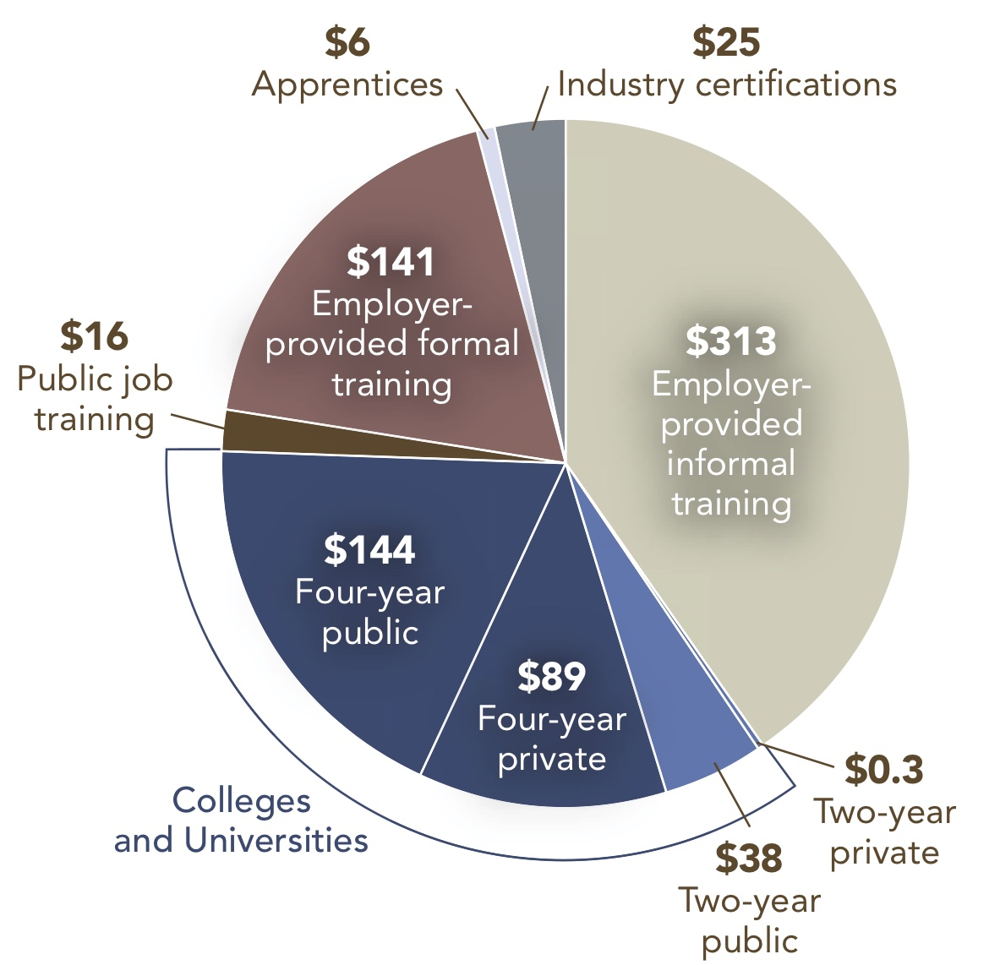 $6
Apprentices
$25
Industry certifications
$141
Employer-
provided formal
training
$313
Employer-
provided
informal
training
$16
Public job
training
$144
Four-year
public
$89
Four-year
private
Colleges
and Universities
$0.3
Two-year
private
$38
Two-year
public